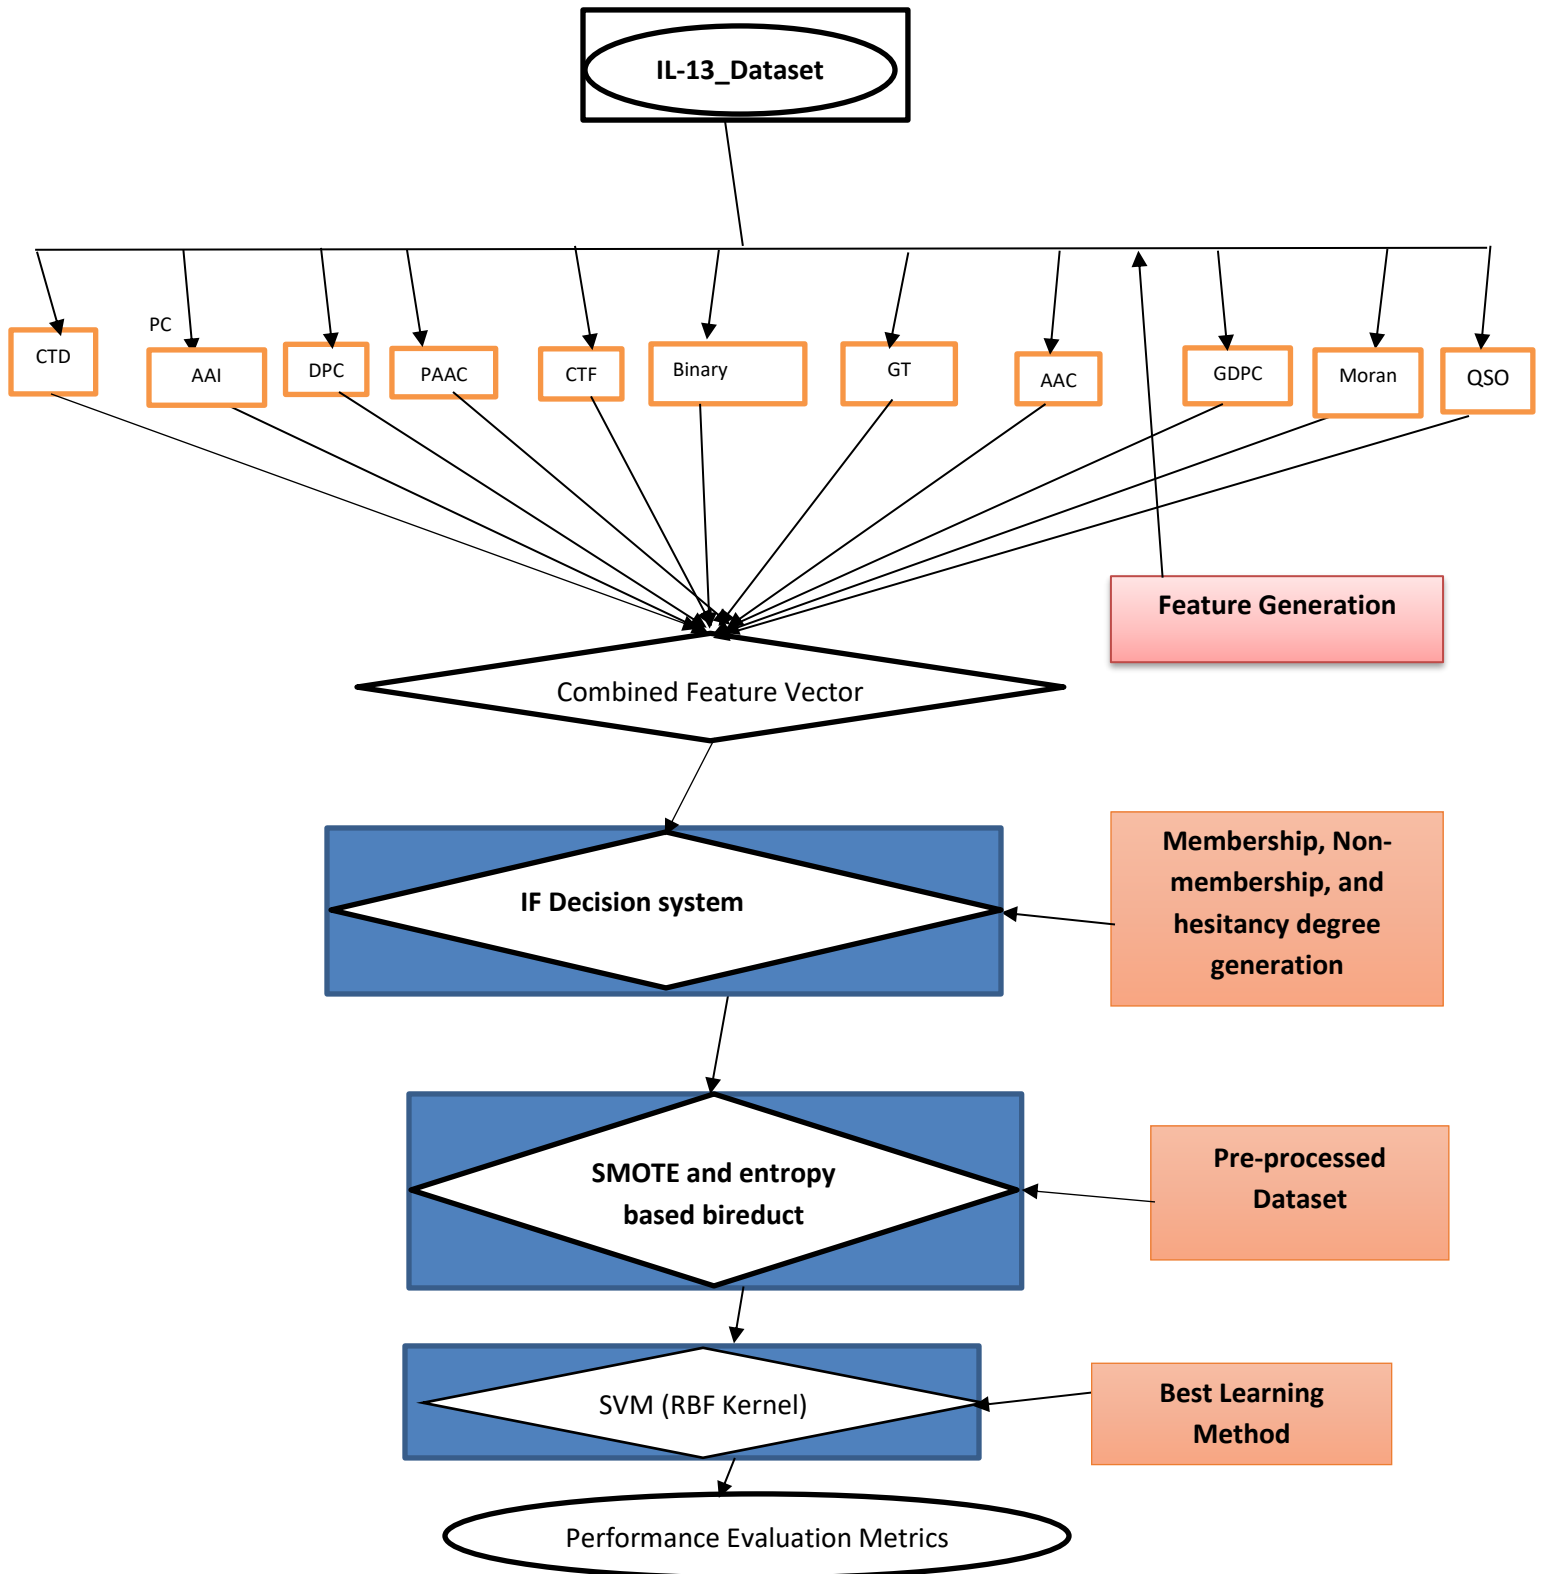 IL-13_Dataset
PC
CTD
AAI
DPC
PAAC
CTF
Binary
GT
AAC
GDPC
Moran
QSO
Feature Generation
Combined Feature Vector
IF Decision system
Membership, Non-
membership, and
hesitancy degree
generation
SMOTE and entropy
based bireduct
Pre-processed
Dataset
SVM (RBF Kernel)
Best Learning
Method
Performance Evaluation Metrics